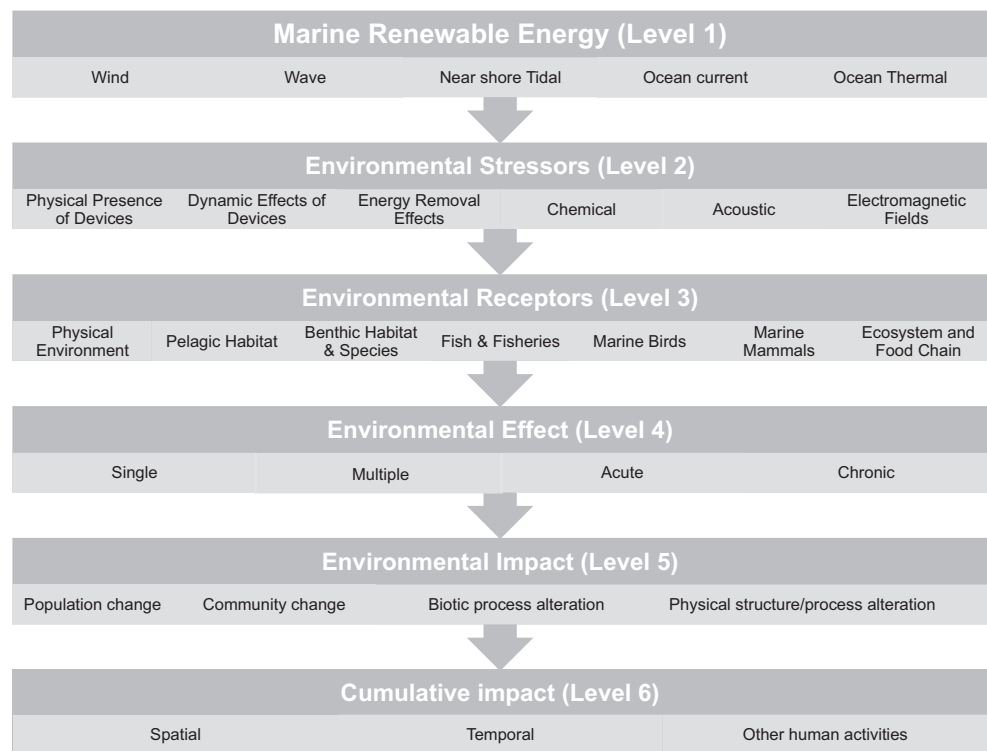 Marine Renewable Energy (Level 1)
Wind Wave Near shore Tidal Ocean current Ocean Thermal
Environmental Stressors (Level 2)
Physical Presence of Devices
Dynamic Effects of Devices
Energy Removal Effects
Chemical
Acoustic
Electromagnetic Fields
Environmental Receptors (Level 3)
Physical Environment
Pelagic Habitat
Benthic Habitat & Species
Fish & Fisheries
Marine Birds
Marine Mammals
Ecosystem and Food Chain
Environmental Effect (Level 4)
Single Multiple Acute Chronic
Environmental Impact (Level 5)
Population change Community change Biotic process alteration Physical structure/process alteration
Cumulative impact (Level 6)
Spatial Temporal Other human activities